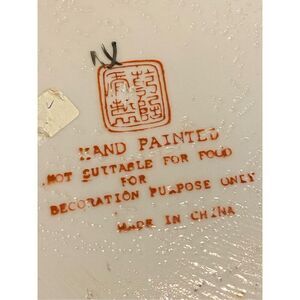 HAND PAINTED
NOT SUITABLE FOR FOOD
FOR
DECORATION PURPOSE ONLY
MADE IN CHINA